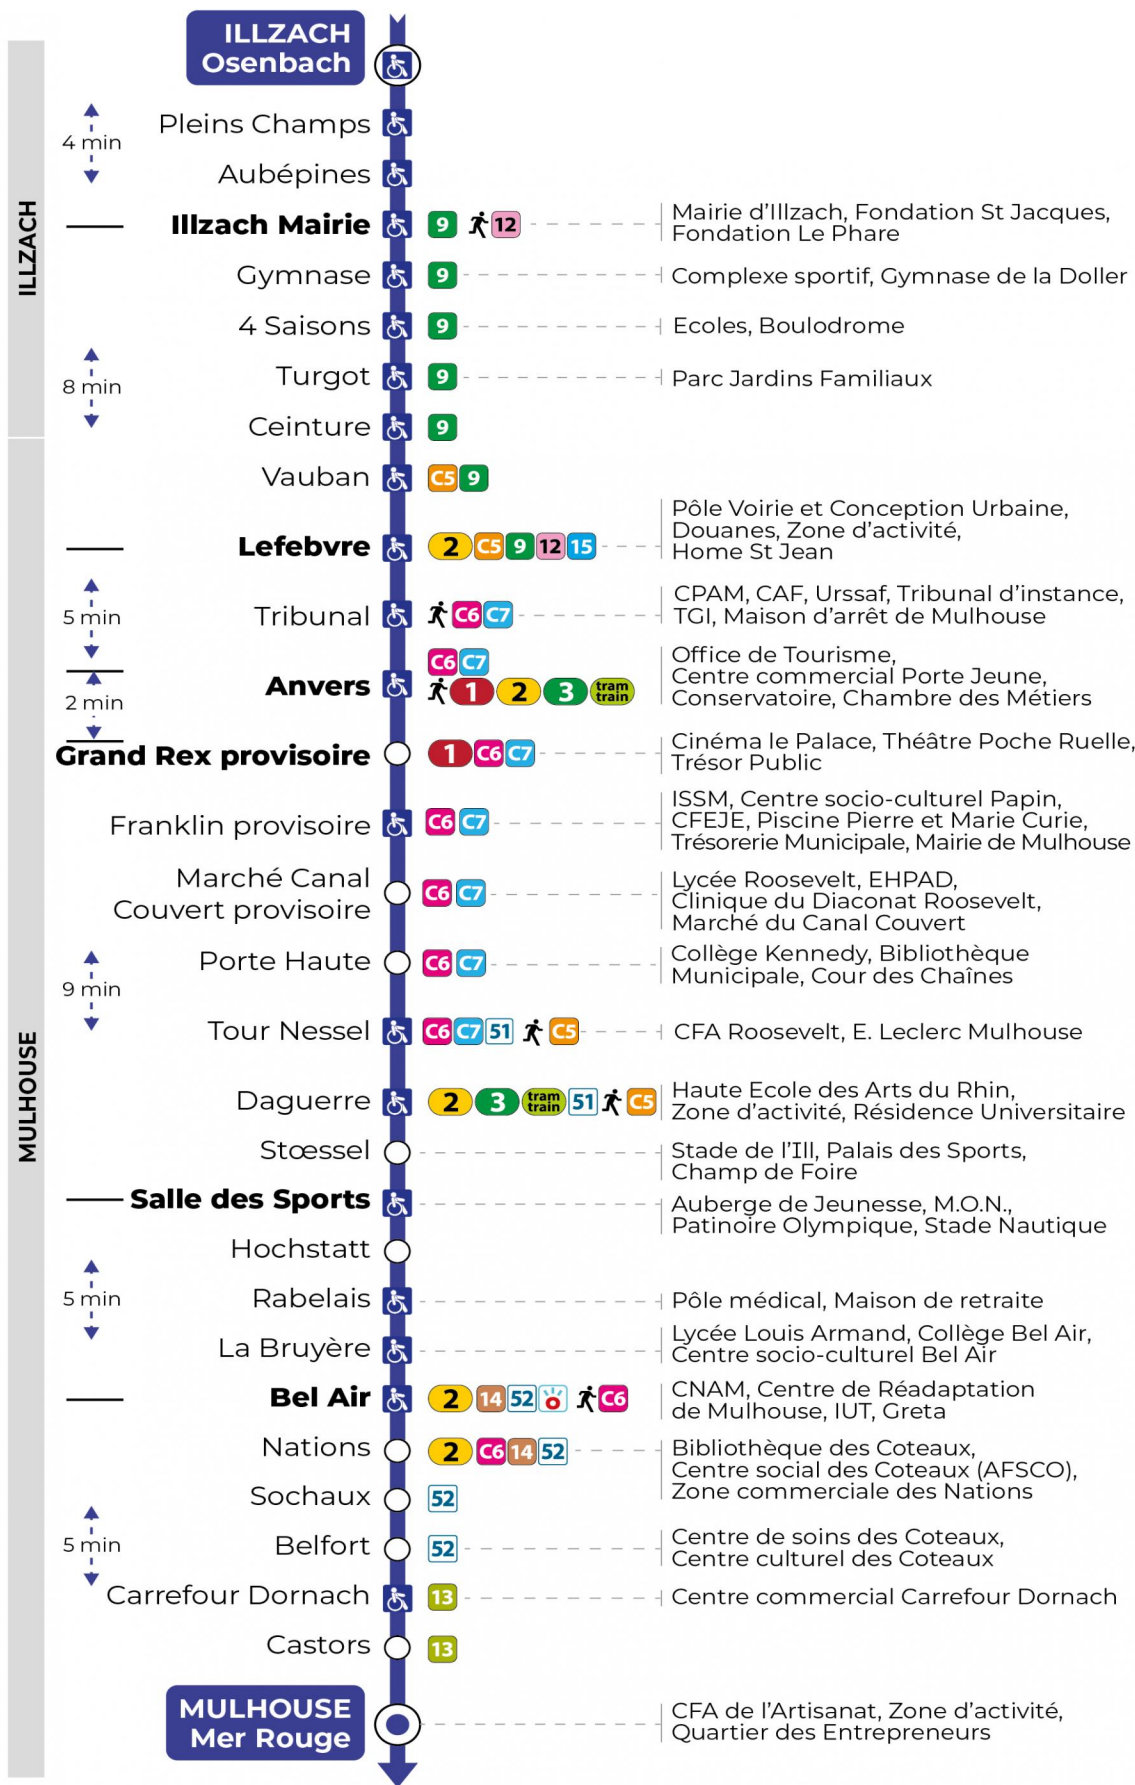 ILLZACH
Osenbach
Pleins Champs
4 min
Aubépines
ILLZACH
Illzach Mairie
9 12
Mairie d'Illzach, Fondation St Jacques,
Fondation Le Phare
Gymnase
9
Complexe sportif, Gymnase de la Doller
4 Saisons
9
Ecoles, Boulodrome
Turgot
9
Parc Jardins Familiaux
8 min
Ceinture
9
Vauban
C5 9
Lefebvre
2 C5 9 12 15
Pôle Voirie et Conception Urbaine,
Douanes, Zone d'activité,
Home St Jean
5 min
Tribunal
C6 C7
CPAM, CAF, Urssaf, Tribunal d'instance,
TGI, Maison d'arrêt de Mulhouse
Anvers
C6 C7
1 2 3 tram
train
Office de Tourisme,
Centre commercial Porte Jeune,
Conservatoire, Chambre des Métiers
2 min
Grand Rex provisoire
1 C6 C7
Cinéma le Palace, Théâtre Poche Ruelle,
Trésor Public
Franklin provisoire
C6 C7
ISSM, Centre socio-culturel Papin,
CFEJE, Piscine Pierre et Marie Curie,
Trésorerie Municipale, Mairie de Mulhouse
Marché Canal
Couvert provisoire
C6 C7
Lycée Roosevelt, EHPAD,
Clinique du Diaconat Roosevelt,
Marché du Canal Couvert
Porte Haute
C6 C7
Collège Kennedy, Bibliothèque
Municipale, Cour des Chaînes
9 min
Tour Nessel
C6 C7 51 C5
CFA Roosevelt, E. Leclerc Mulhouse
MULHOUSE
Daguerre
2 3 tram
train 51 C5
Haute Ecole des Arts du Rhin,
Zone d'activité, Résidence Universitaire
Stœssel
Stade de l'Ill, Palais des Sports,
Champ de Foire
Salle des Sports
Auberge de Jeunesse, M.O.N.,
Patinoire Olympique, Stade Nautique
Hochstatt
5 min
Rabelais
Pôle médical, Maison de retraite
La Bruyère
Lycée Louis Armand, Collège Bel Air,
Centre socio-culturel Bel Air
Bel Air
2 14 52 C6
CNAM, Centre de Réadaptation
de Mulhouse, IUT, Greta
Nations
2 C6 14 52
Bibliothèque des Coteaux,
Centre social des Coteaux (AFSCO),
Zone commerciale des Nations
Sochaux
52
5 min
Belfort
52
Centre de soins des Coteaux,
Centre culturel des Coteaux
Carrefour Dornach
13
Centre commercial Carrefour Dornach
Castors
13
MULHOUSE
Mer Rouge
CFA de l'Artisanat, Zone d'activité,
Quartier des Entrepreneurs